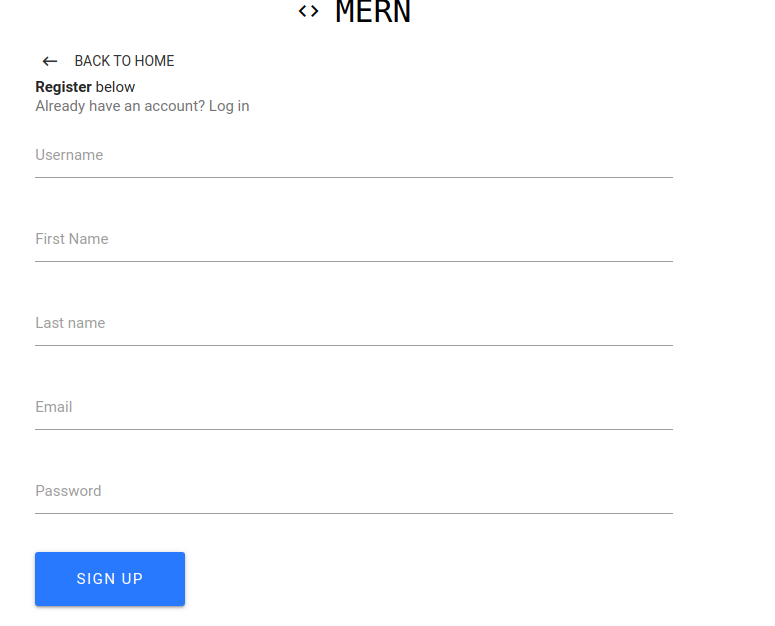 <> MERN
← BACK TO HOME
Register below
Already have an account? Log in
Username
First Name
Last name
Email
Password
SIGN UP